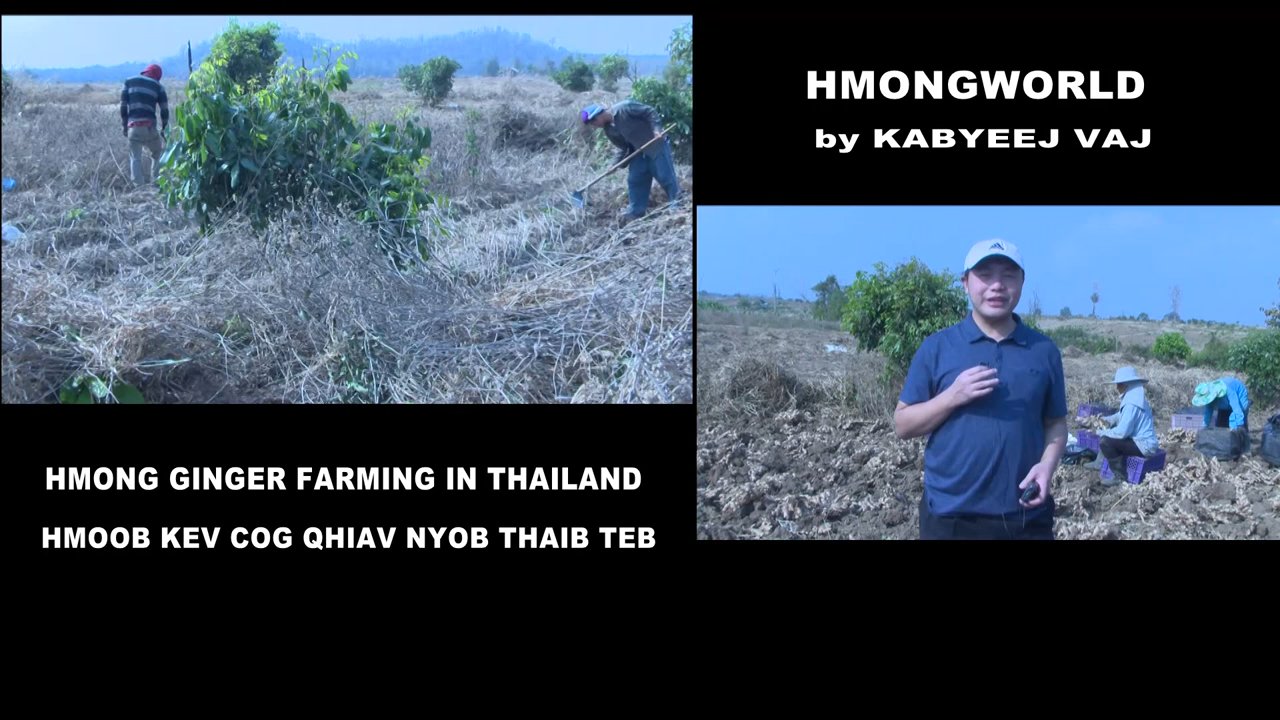 HMONGWORLD
by KABYEEJ VAJ
HMONG GINGER FARMING IN THAILAND
HMOOB KEV COG QHIAV NYOB THAIB TEB